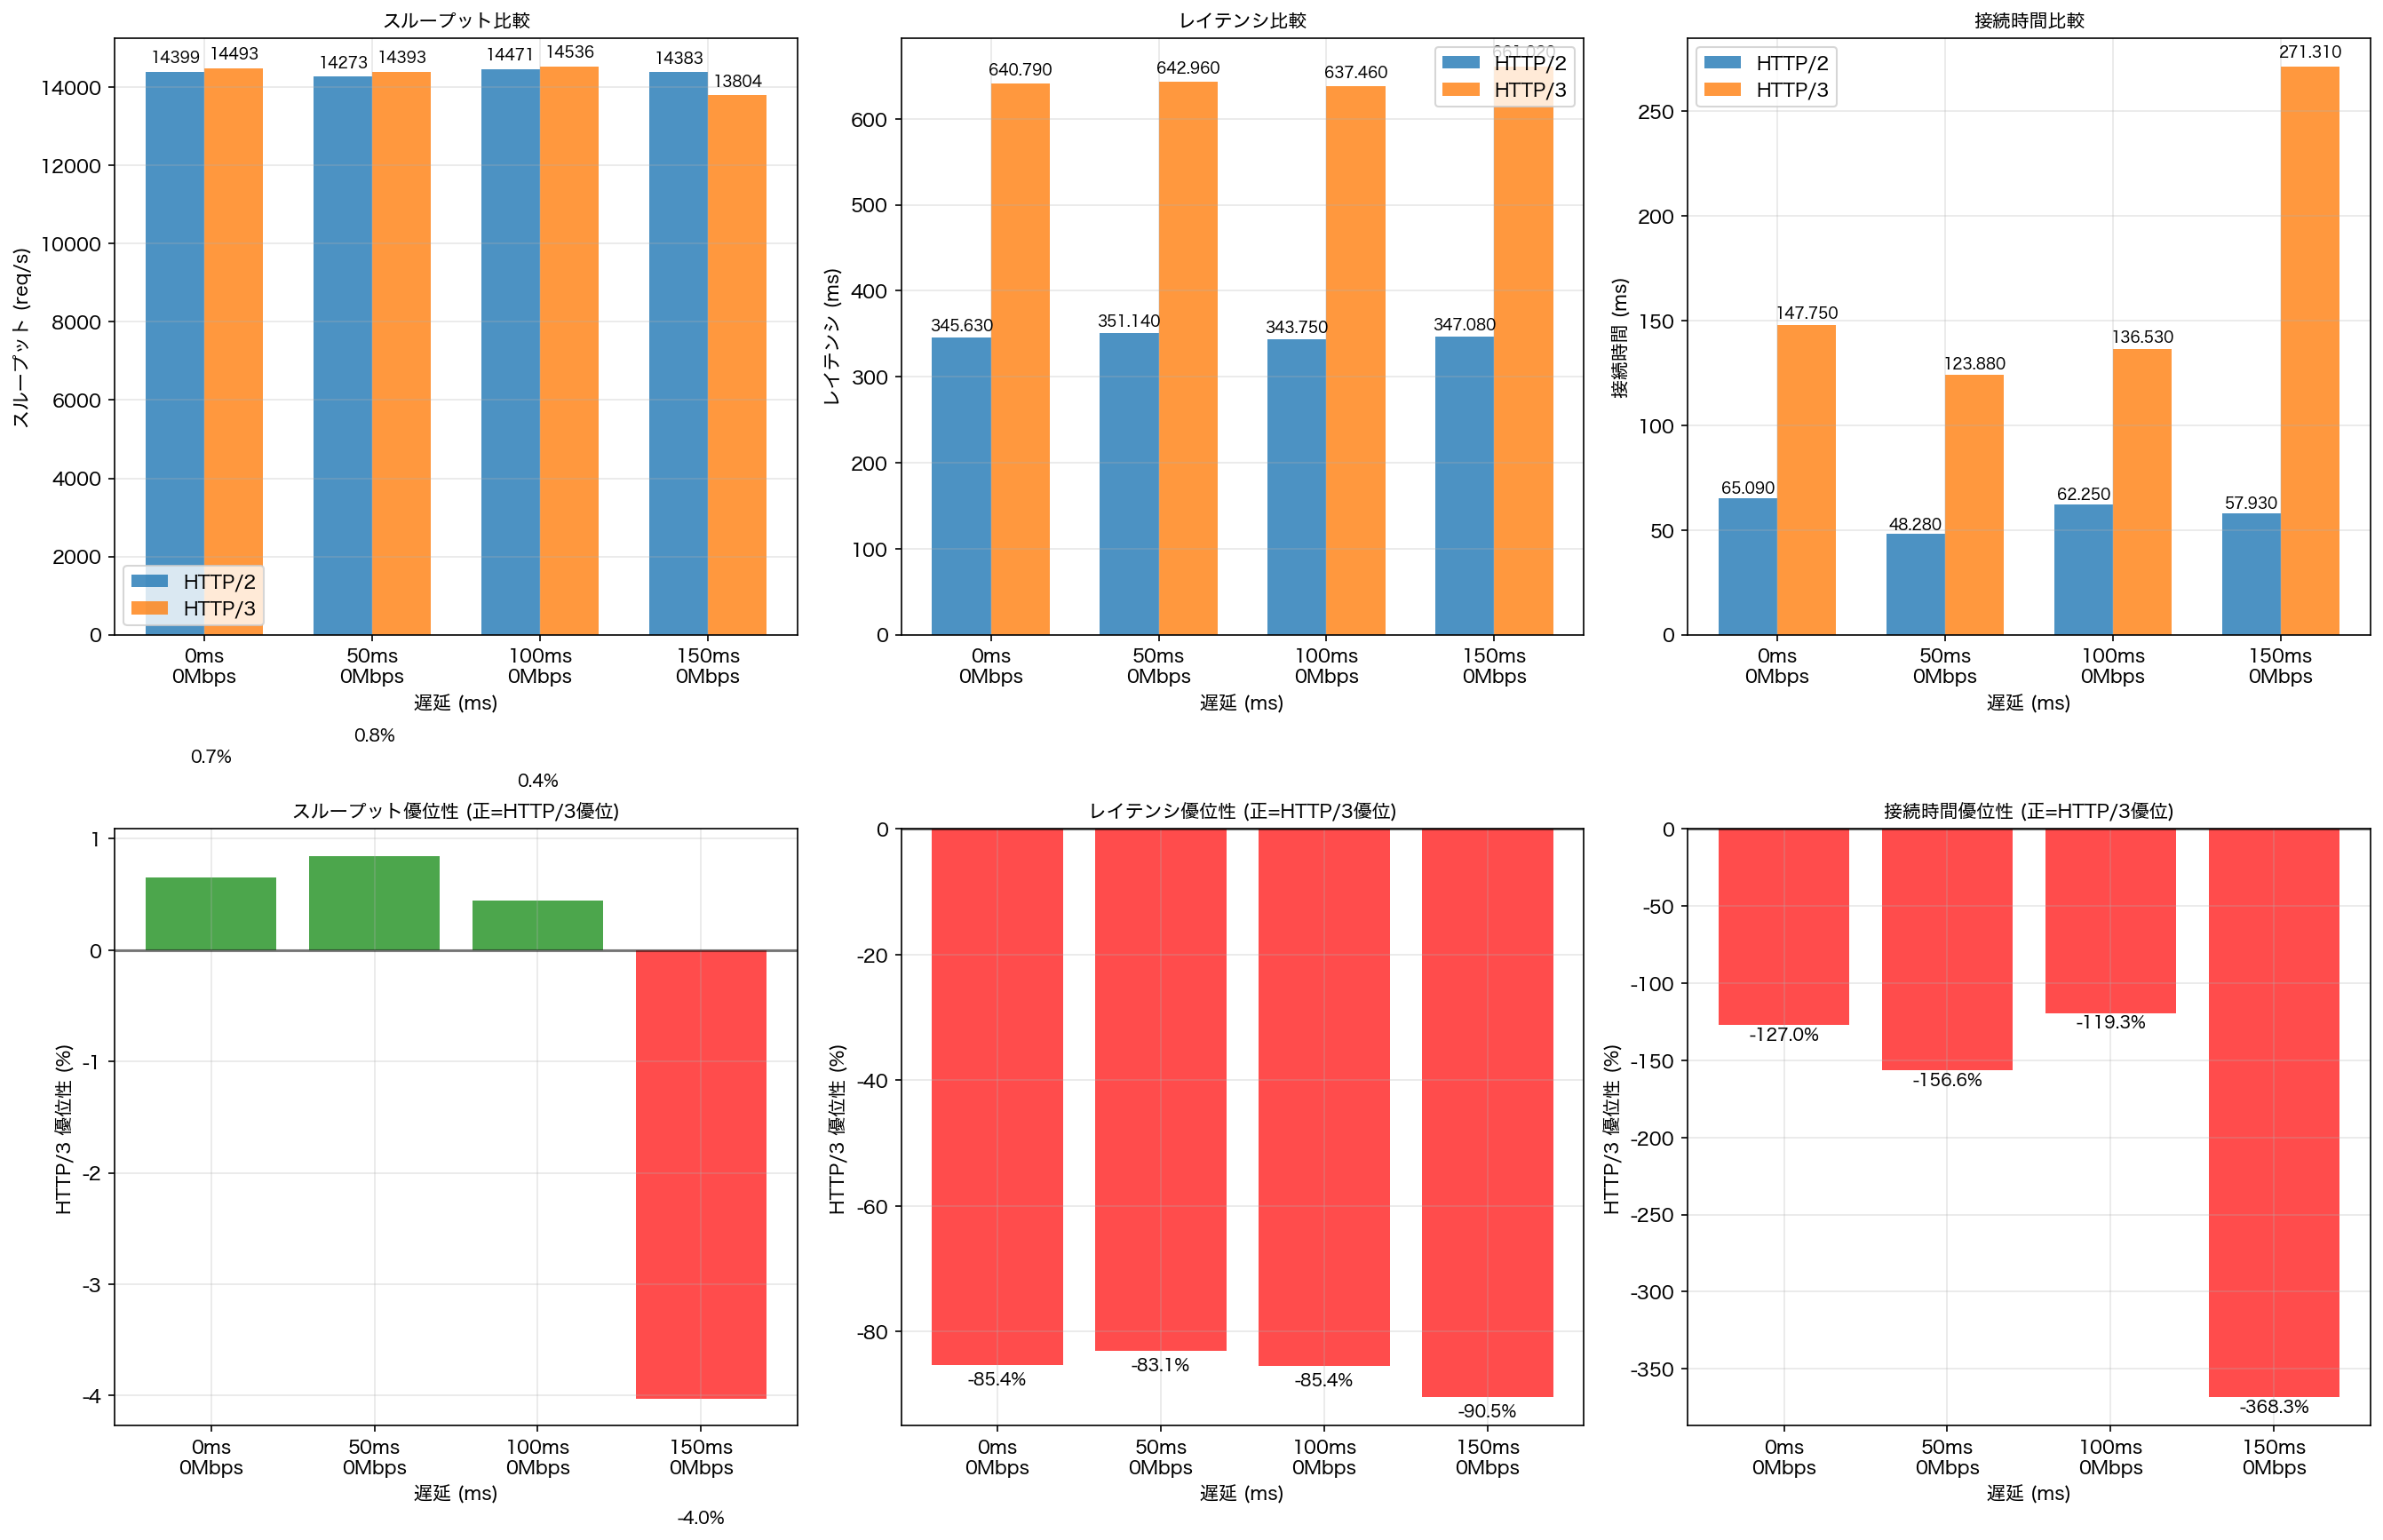 スループット比較
14399
14493
14273
14393
14471
14536
14383
13804
スループット (req/s)
14000
12000
10000
8000
6000
4000
2000
0
HTTP/2
HTTP/3
0ms
0Mbps
50ms
0Mbps
100ms
0Mbps
150ms
0Mbps
遅延 (ms)
レイテンシ比較
345.630
640.790
351.140
642.960
343.750
637.460
347.080
661.020
レイテンシ (ms)
600
500
400
300
200
100
0
HTTP/2
HTTP/3
0ms
0Mbps
50ms
0Mbps
100ms
0Mbps
150ms
0Mbps
遅延 (ms)
接続時間比較
65.090
147.750
48.280
123.880
62.250
136.530
57.930
271.310
接続時間 (ms)
250
200
150
100
50
0
HTTP/2
HTTP/3
0ms
0Mbps
50ms
0Mbps
100ms
0Mbps
150ms
0Mbps
遅延 (ms)
0.7%
0.8%
0.4%
スループット優位性 (正=HTTP/3優位)
HTTP/3 優位性 (%)
1
0
-1
-2
-3
-4
0ms
0Mbps
50ms
0Mbps
100ms
0Mbps
150ms
0Mbps
遅延 (ms)
-4.0%
レイテンシ優位性 (正=HTTP/3優位)
HTTP/3 優位性 (%)
0
-20
-40
-60
-80
-85.4%
-83.1%
-85.4%
-90.5%
0ms
0Mbps
50ms
0Mbps
100ms
0Mbps
150ms
0Mbps
遅延 (ms)
接続時間優位性 (正=HTTP/3優位)
HTTP/3 優位性 (%)
0
-50
-100
-150
-200
-250
-300
-350
-127.0%
-156.6%
-119.3%
-368.3%
0ms
0Mbps
50ms
0Mbps
100ms
0Mbps
150ms
0Mbps
遅延 (ms)